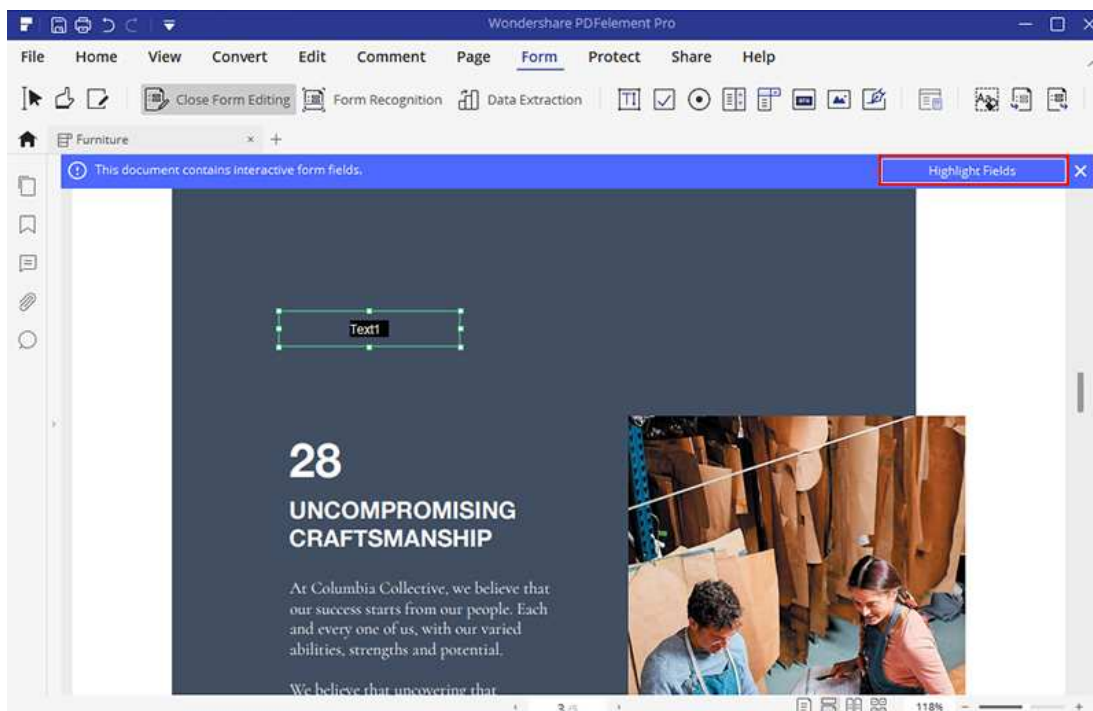 Wondershare PDFelement Pro
File Home View Convert Edit Comment Page Form Protect Share Help
Close Form Editing Form Recognition Data Extraction
Furniture × +
This document contains interactive form fields.
Highlight Fields
Text1
28
UNCOMPROMISING
CRAFTSMANSHIP
At Columbia Collective, we believe that
our success starts from our people. Each
and every one of us, with our varied
abilities, strengths and potential.
We believe that uncovering that
3 /5
118%